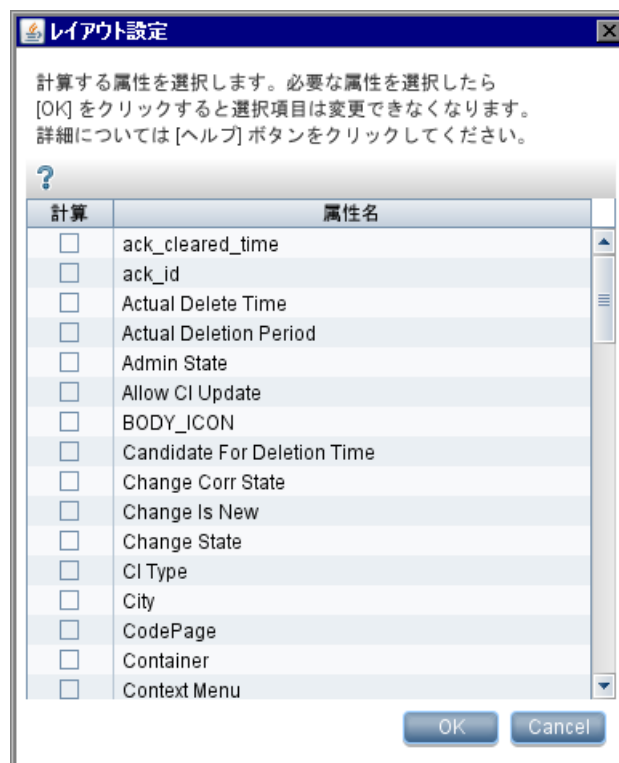 レイアウト設定
計算する属性を選択します。必要な属性を選択したら
[OK] をクリックすると選択項目は変更できなくなります。
詳細については [ヘルプ] ボタンをクリックしてください。
?
計算 属性名
ack_cleared_time
ack_id
Actual Delete Time
Actual Deletion Period
Admin State
Allow CI Update
BODY_ICON
Candidate For Deletion Time
Change Corr State
Change Is New
Change State
CI Type
City
CodePage
Container
Context Menu
OK Cancel